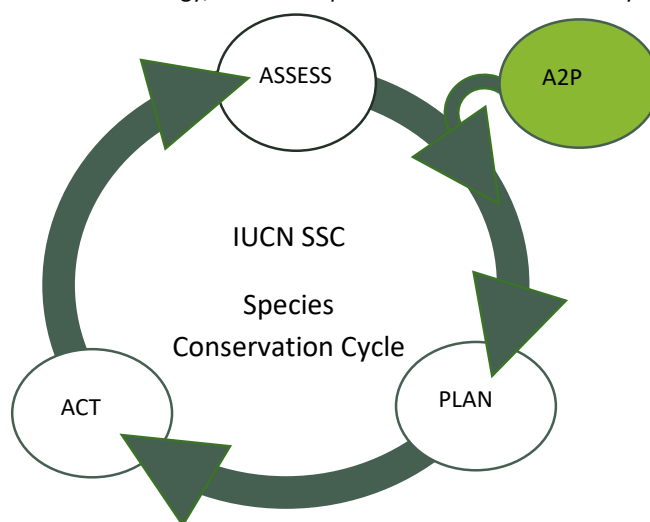 ASSESS
A2P
IUCN SSC
Species
Conservation Cycle
PLAN
ACT